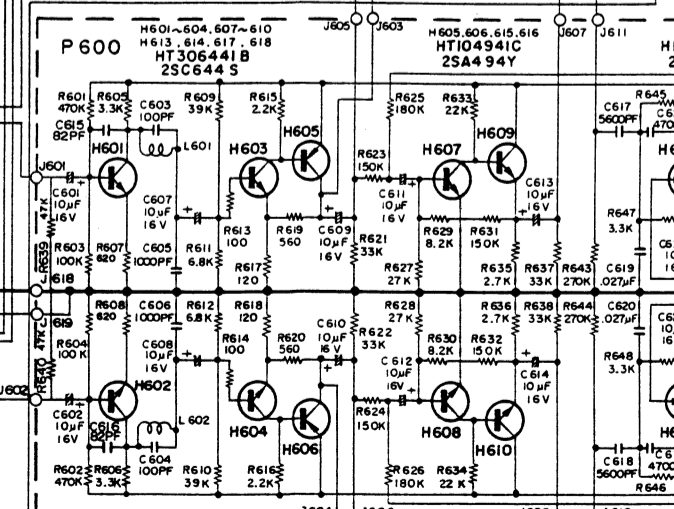 J605 J603 J607 J611
P600
H601~604,607~610
H613,614,617,618
HT306441B
2SC644S
H605,606,615,616
HT104941C
2SA494Y
R601 470K
R605 3.3K
C603 100PF
R609 39K
R615 2.2K
R625 180K
R633 22K
C617 5600PF
R645
C615 82PF
L601
H601
H603
H605
H607
H609
J601
C601 10µF 16V
C607 10µF 16V
R623 150K
C611 10µF 16V
C613 10µF 16V
47K
R639
R613 100
R619 560
C609 10µF 16V
R629 8.2K
R631 150K
R647 3.3K
R603 100K
R607 620
C605 1000PF
R611 6.8K
R617 120
R621 33K
R627 27K
R635 2.7K
R637 33K
R643 270K
C619 .027µF
J618
R608 620
C606 1000PF
R612 6.8K
R618 120
R628 27K
R636 2.7K
R638 33K
R644 270K
C620 .027µF
619
47K
R640
R604 100K
C608 10µF 16V
R614 100
R620 560
C610 10µF 16V
R622 33K
R630 8.2K
R632 150K
R648 3.3K
J602
H602
C612 10µF 16V
C614 10µF 16V
C602 10µF 16V
C616 82PF
L602
H604
H606
R624 150K
H608
H610
R602 470K
R606 3.3K
C604 100PF
R610 39K
R616 2.2K
R626 180K
R634 22K
C618 5600PF
R646